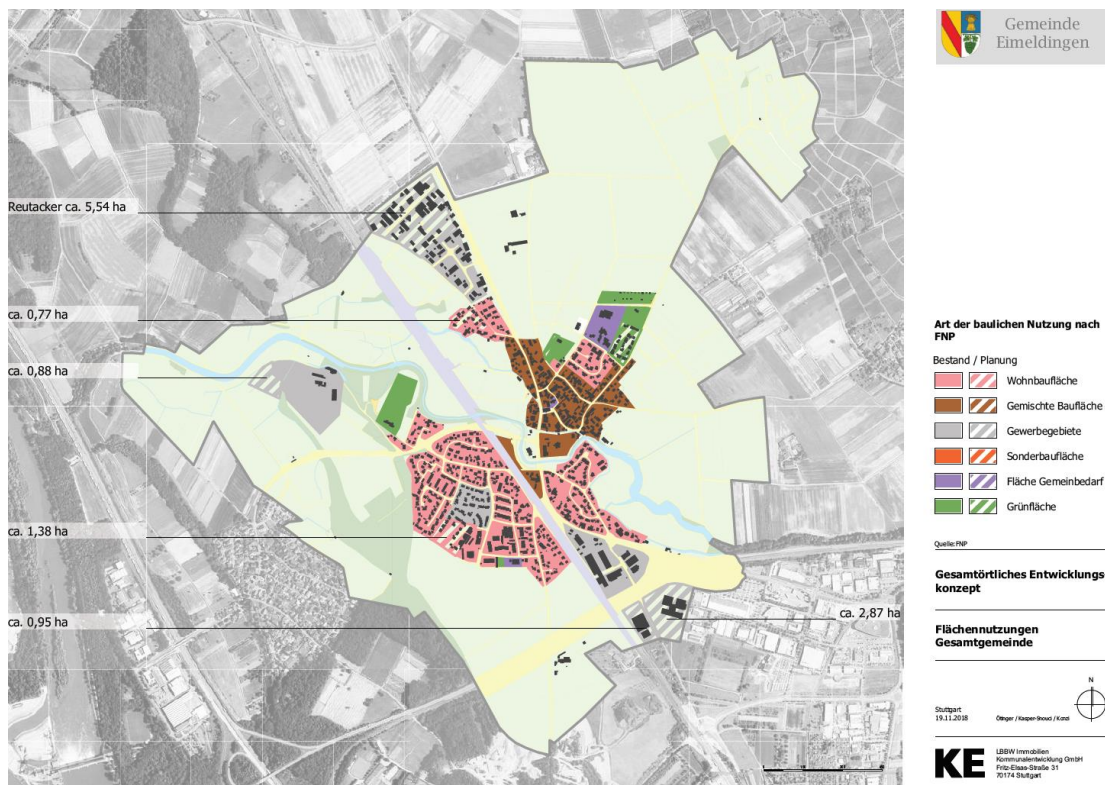 Gemeinde
Eimeldingen
Reutacker ca. 5,54 ha
ca. 0,77 ha
ca. 0,88 ha
ca. 1,38 ha
ca. 0,95 ha
ca. 2,87 ha
Art der baulichen Nutzung nach
FNP
Bestand / Planung
Wohnbaufläche
Gemischte Baufläche
Gewerbegebiete
Sonderbaufläche
Fläche Gemeinbedarf
Grünfläche
Quelle: FNP
Gesamtörtliches Entwicklungs-
konzept
Flächennutzungen
Gesamtgemeinde
N
Stuttgart
19.11.2018
KE
LBBW Immobilien
Kommunalentwicklung GmbH
Fritz-Elsas-Straße 31
70174 Stuttgart